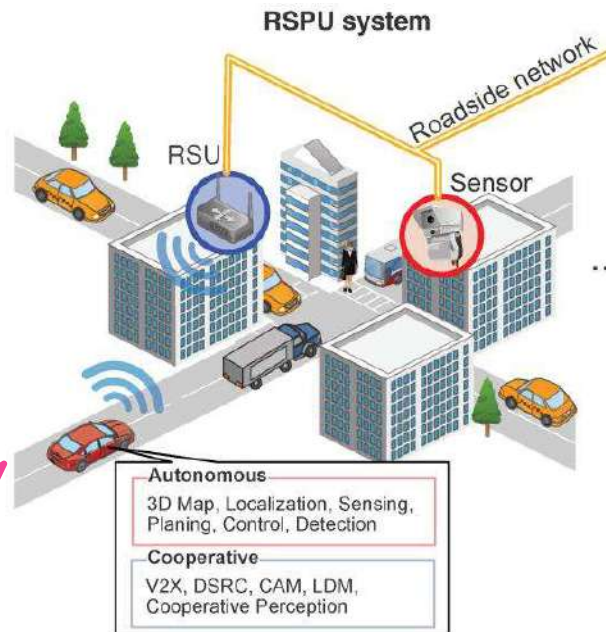 RSPU system
Roadside network
RSU
Sensor
Autonomous
3D Map, Localization, Sensing,
Planing, Control, Detection
Cooperative
V2X, DSRC, CAM, LDM,
Cooperative Perception